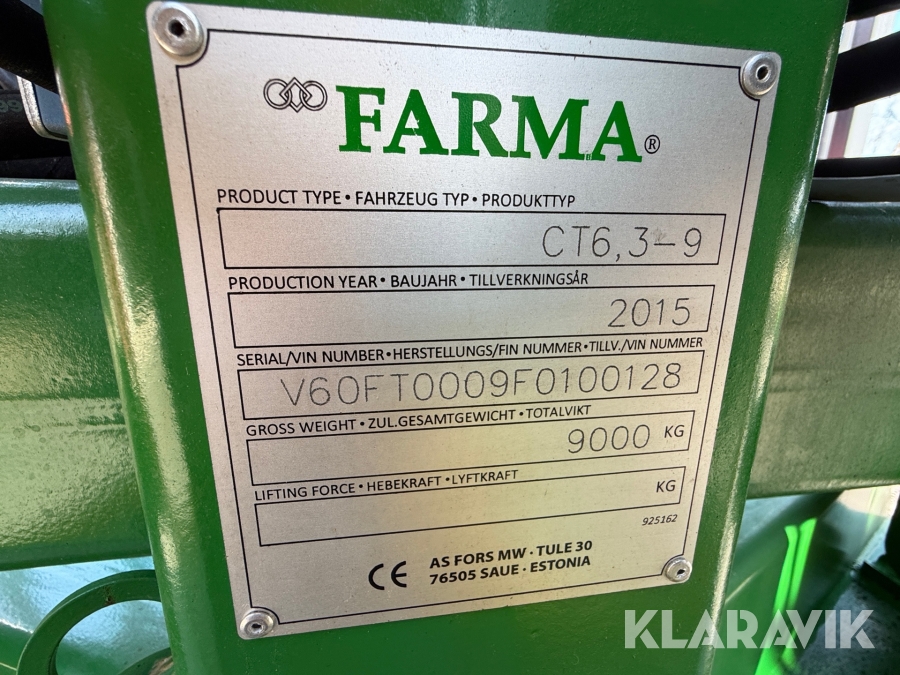 FARMA®
PRODUCT TYPE • FAHRZEUG TYP • PRODUKTTYP
CT6,3-9
PRODUCTION YEAR • BAUJAHR • TILLVERKNINGSÅR
2015
SERIAL/VIN NUMBER • HERSTELLUNGS/FIN NUMMER • TILLV./VIN NUMMER
V60FT0009F0100128
GROSS WEIGHT • ZUL.GESAMTGEWICHT • TOTALVIKT
9000 KG
LIFTING FORCE • HEBEKRAFT • LYFTKRAFT
KG
925162
CE
AS FORS MW · TULE 30
76505 SAUE · ESTONIA
KLARAVIK